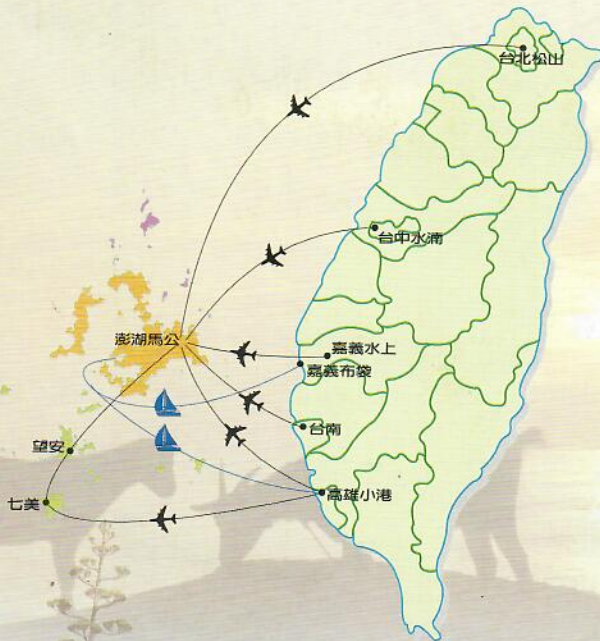 台北松山
台中水湳
澎湖馬公
嘉義水上
嘉義布袋
台南
望安
高雄小港
七美